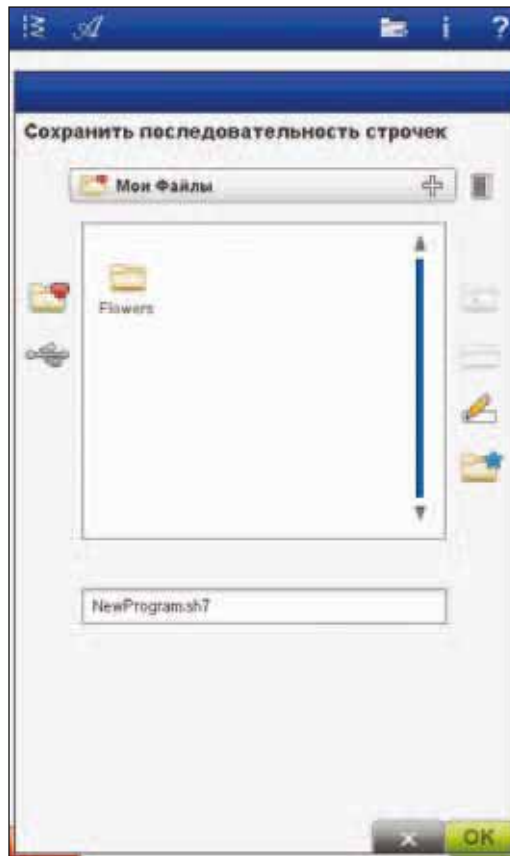 A i ?
Сохранить последовательность строчек
Мои Файлы
Flowers
NewProgram.sh7
OK